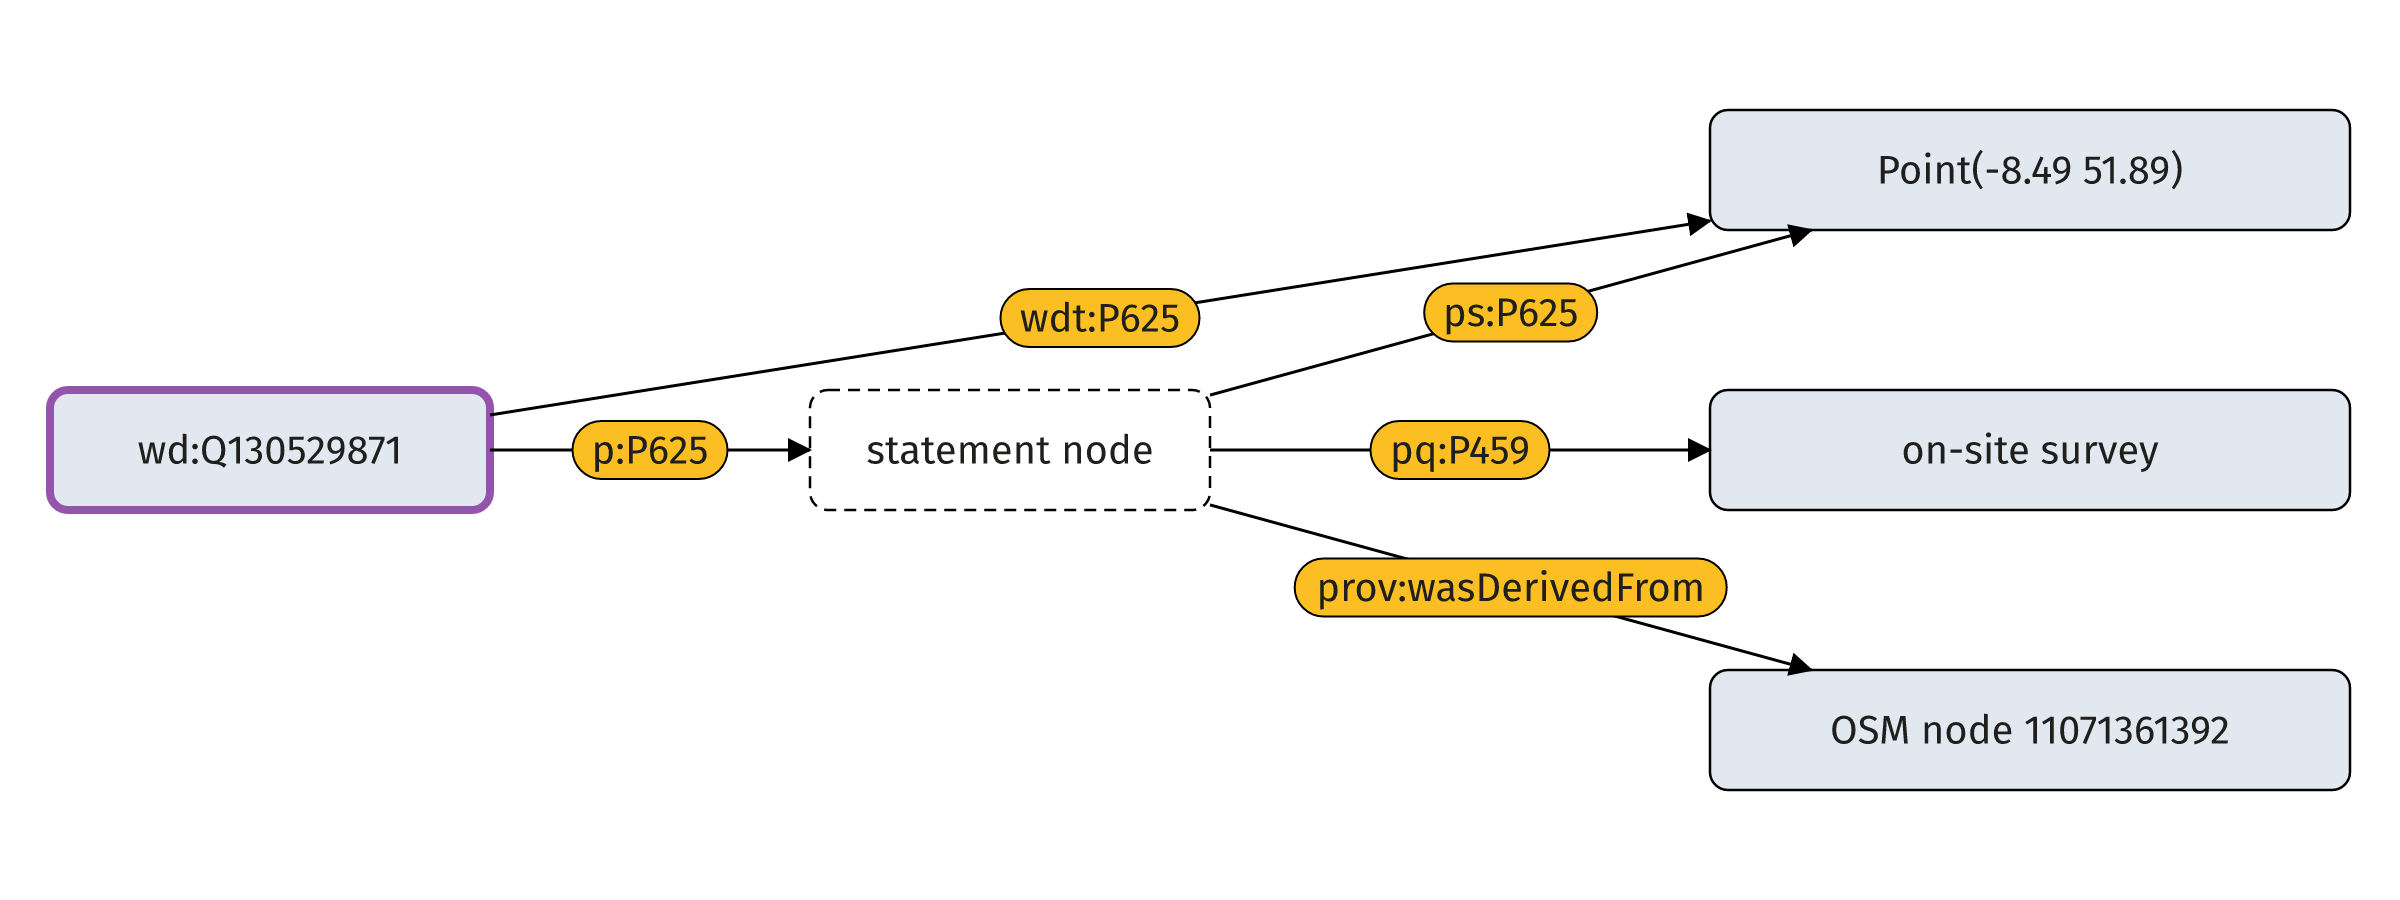 Point(-8.49 51.89)
wdt:P625
ps:P625
wd:Q130529871
p:P625
statement node
pq:P459
on-site survey
prov:wasDerivedFrom
OSM node 11071361392